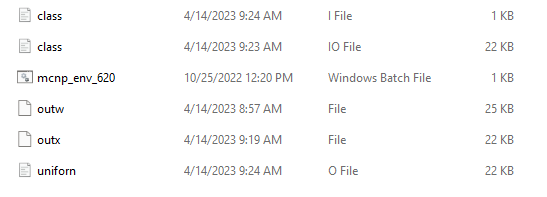 class 4/14/2023 9:24 AM I File 1 KB
class 4/14/2023 9:23 AM IO File 22 KB
mcnp_env_620 10/25/2022 12:20 PM Windows Batch File 1 KB
outw 4/14/2023 8:57 AM File 25 KB
outx 4/14/2023 9:19 AM File 22 KB
uniforn 4/14/2023 9:24 AM O File 22 KB